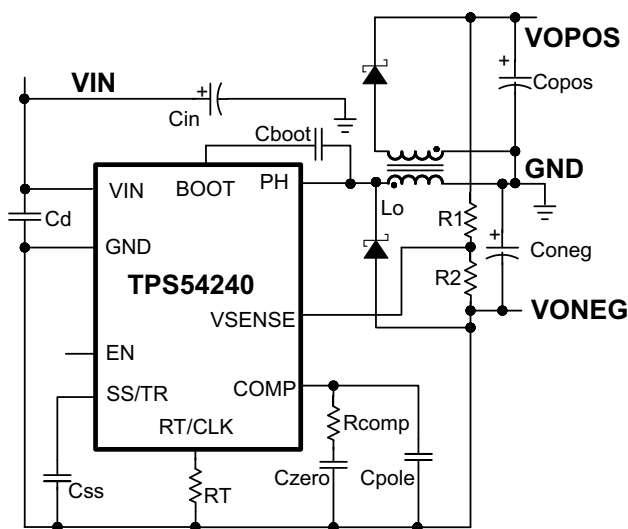 VOPOS
+
Copos
VIN
+
Cin
Cboot
GND
VIN
BOOT
PH
Lo
R1
Cd
GND
+
Coneg
R2
TPS54240
VONEG
VSENSE
EN
COMP
SS/TR
Rcomp
RT/CLK
Czero
Cpole
Css
RT